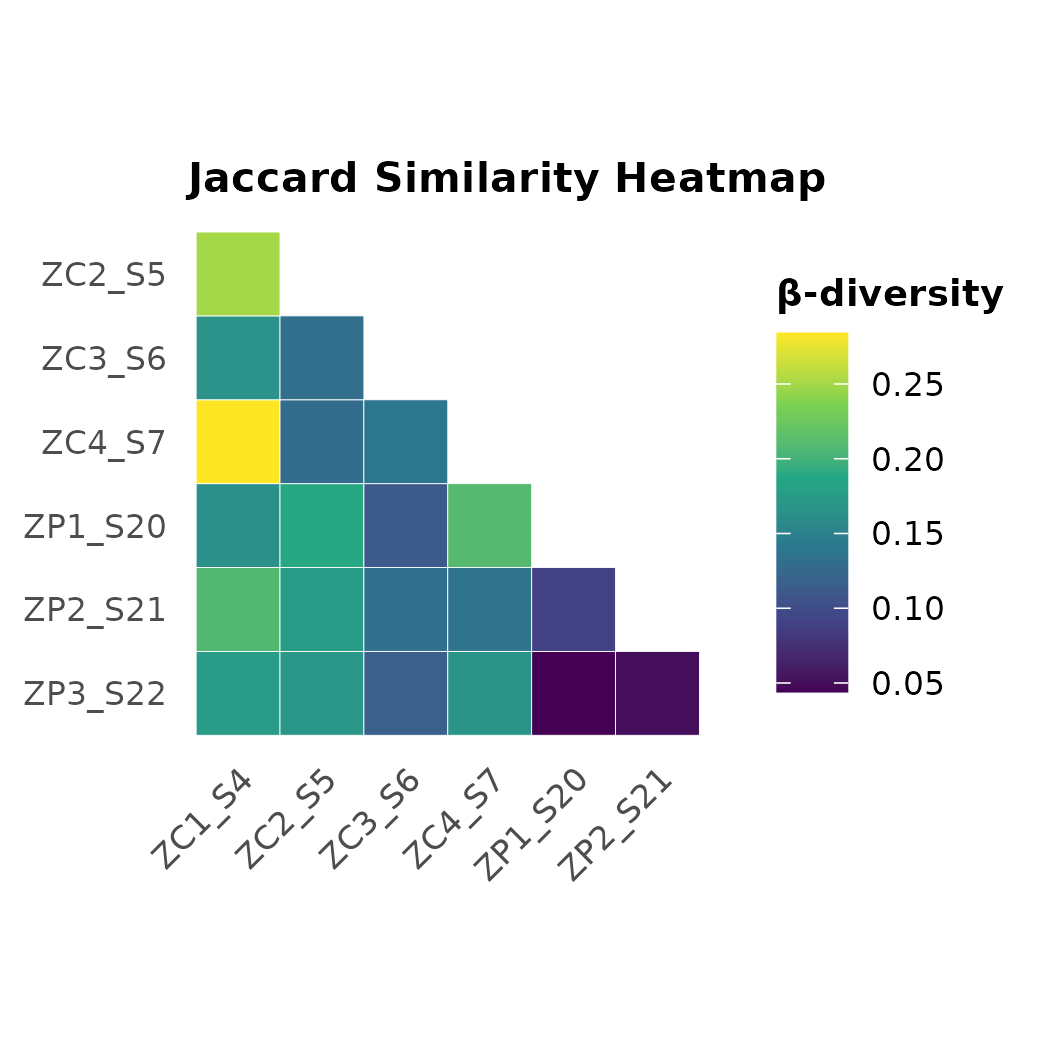 Jaccard Similarity Heatmap
ZC2_S5
ZC3_S6
ZC4_S7
ZP1_S20
ZP2_S21
ZP3_S22
ZC1_S4
ZC2_S5
ZC3_S6
ZC4_S7
ZP1_S20
ZP2_S21
β-diversity
0.25
0.20
0.15
0.10
0.05